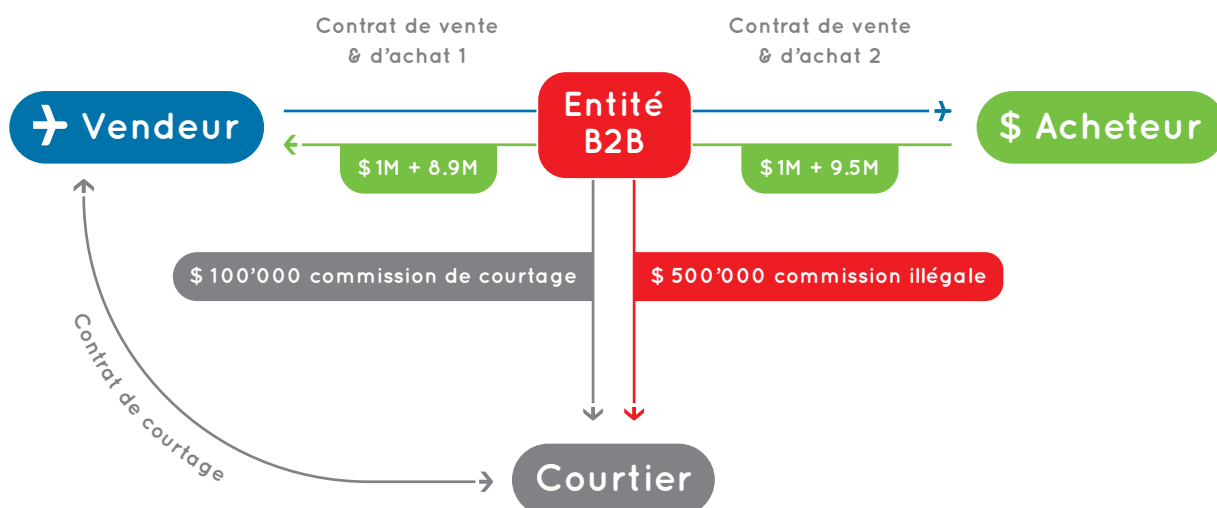 Contrat de vente
& d'achat 1
Contrat de vente
& d'achat 2
Vendeur
Entité
B2B
$ Acheteur
$ 1M + 8.9M
$ 1M + 9.5M
$ 100'000 commission de courtage
$ 500'000 commission illégale
Contrat de courtage
Courtier